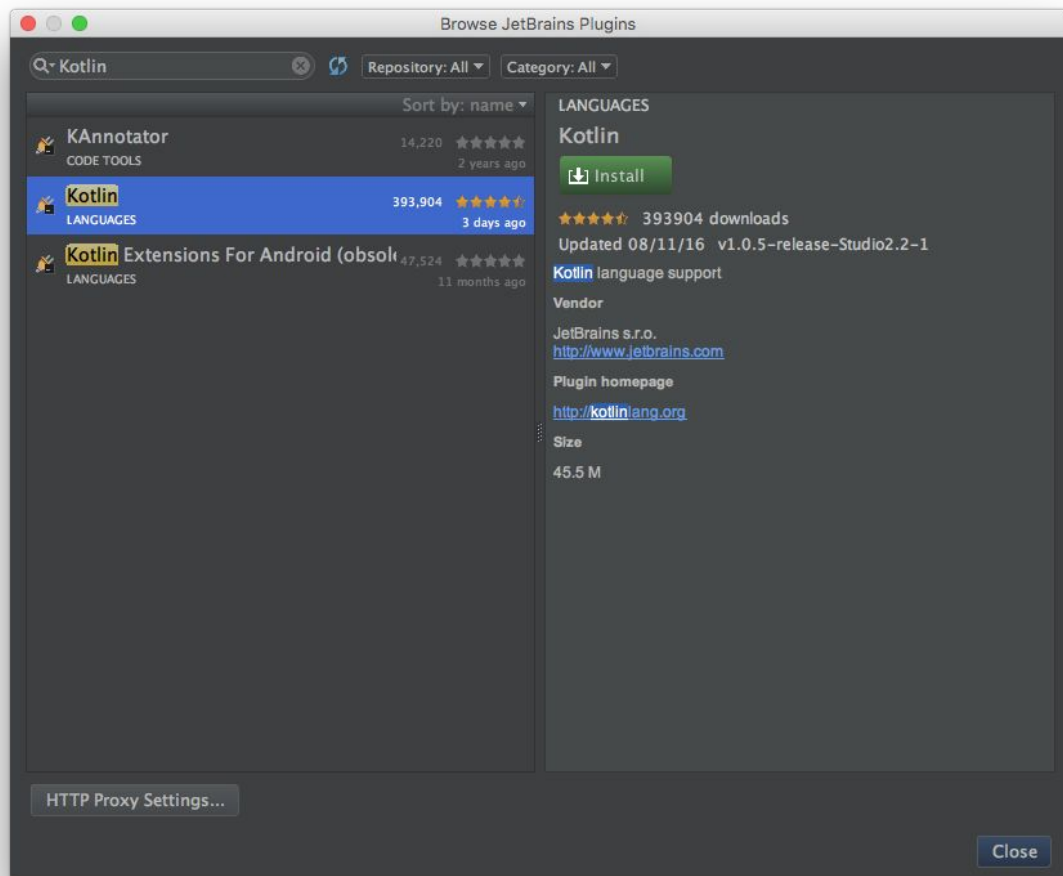 Browse JetBrains Plugins
Kotlin
Repository: All
Category: All
Sort by: name
KAnnotator
14,220
CODE TOOLS
2 years ago
Kotlin
393,904
LANGUAGES
3 days ago
Kotlin Extensions For Android (obsol
47,524
LANGUAGES
11 months ago
LANGUAGES
Kotlin
Install
393904 downloads
Updated 08/11/16 v1.0.5-release-Studio2.2-1
Kotlin language support
Vendor
JetBrains s.r.o.
http://www.jetbrains.com
Plugin homepage
http://kotlinlang.org
Size
45.5 M
HTTP Proxy Settings...
Close